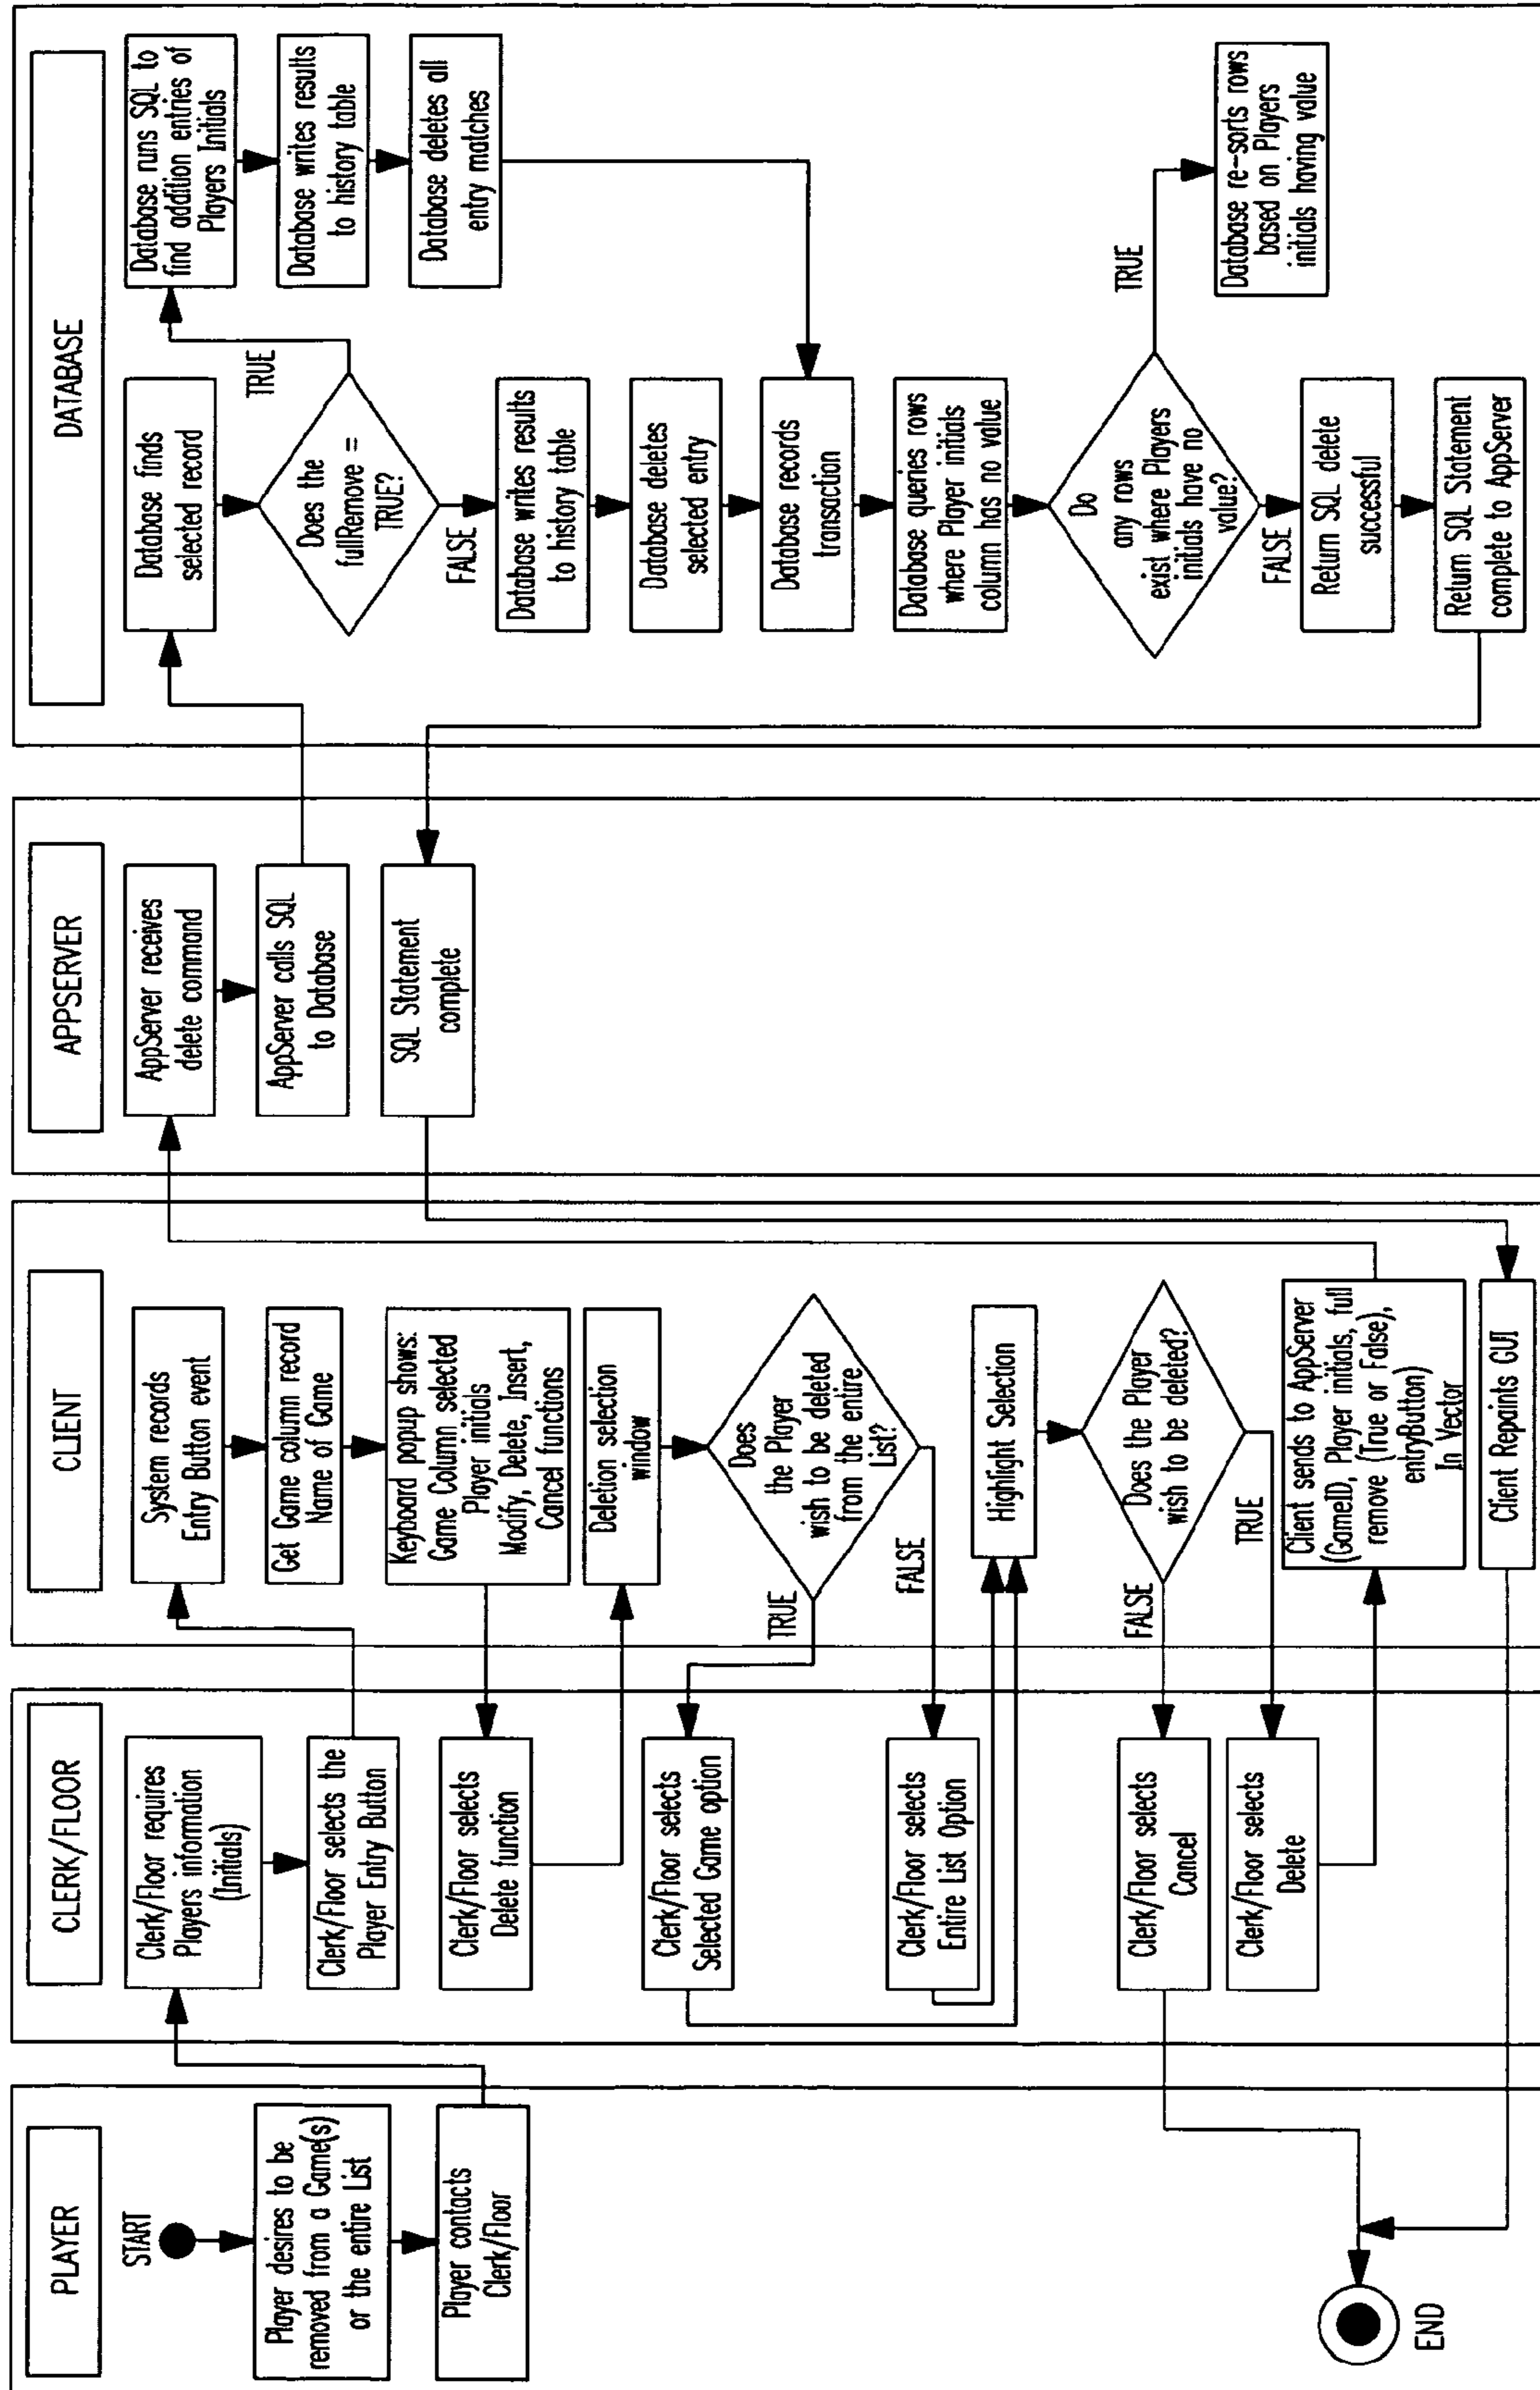 PLAYER
START
Player desires to be
removed from a Game(s)
or the entire List
Player contacts
Clerk/Floor
END
CLERK/FLOOR
Clerk/Floor requires
Players information
(Initials)
Clerk/Floor selects the
Player Entry Button
Clerk/Floor selects
Delete function
Clerk/Floor selects
Selected Game option
Clerk/Floor selects
Entire List Option
Clerk/Floor selects
Cancel
Clerk/Floor selects
Delete
CLIENT
System records
Entry Button event
Get Game column record
Name of Game
Keyboard popup shows:
Game Column selected
Player initials
Modify, Delete, Insert,
Cancel functions
Deletion selection
window
Does
the Player
wish to be deleted
from the entire
List?
TRUE
FALSE
Highlight Selection
Does the Player
wish to be deleted?
FALSE
TRUE
Client sends to AppServer
(GameID, Player initials, full
remove (True or False),
entryButton)
In Vector
Client Repaints GUI
APPSERVER
AppServer receives
delete command
AppServer calls SQL
to Database
SQL Statement
complete
DATABASE
Database finds
selected record
Does the
fullRemove =
TRUE?
TRUE
FALSE
Database runs SQL to
find addition entries of
Players Initials
Database writes results
to history table
Database deletes all
entry matches
Database writes results
to history table
Database deletes
selected entry
Database records
transaction
Database queries rows
where Player initials
column has no value
Do
any rows
exist where Players
initials have no
value?
TRUE
FALSE
Database re-sorts rows
based on Players
initials having value
Return SQL delete
successful
Return SQL Statement
complete to AppServer